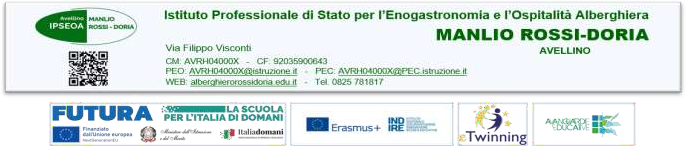 Avellino
IPSEOA
MANLIO
ROSSI-DORIA
Istituto Professionale di Stato per l'Enogastronomia e l'Ospitalità Alberghiera
MANLIO ROSSI-DORIA
AVELLINO
Via Filippo Visconti
CM: AVRH04000X - CF: 92035900643
PEO: AVRH04000X@istruzione.it - PEC: AVRH04000X@PEC.istruzione.it
WEB: alberghierorossidoria.edu.it - Tel. 0825 781817
FUTURA
LA SCUOLA
PER L'ITALIA DI DOMANI
Finanziato
dall'Unione europea
NextGenerationEU
Ministero dell'Istruzione
e del Merito
Italiadomani
Erasmus+
INDIRE
eTwinning
AVANGUARDIE
EDUCATIVE